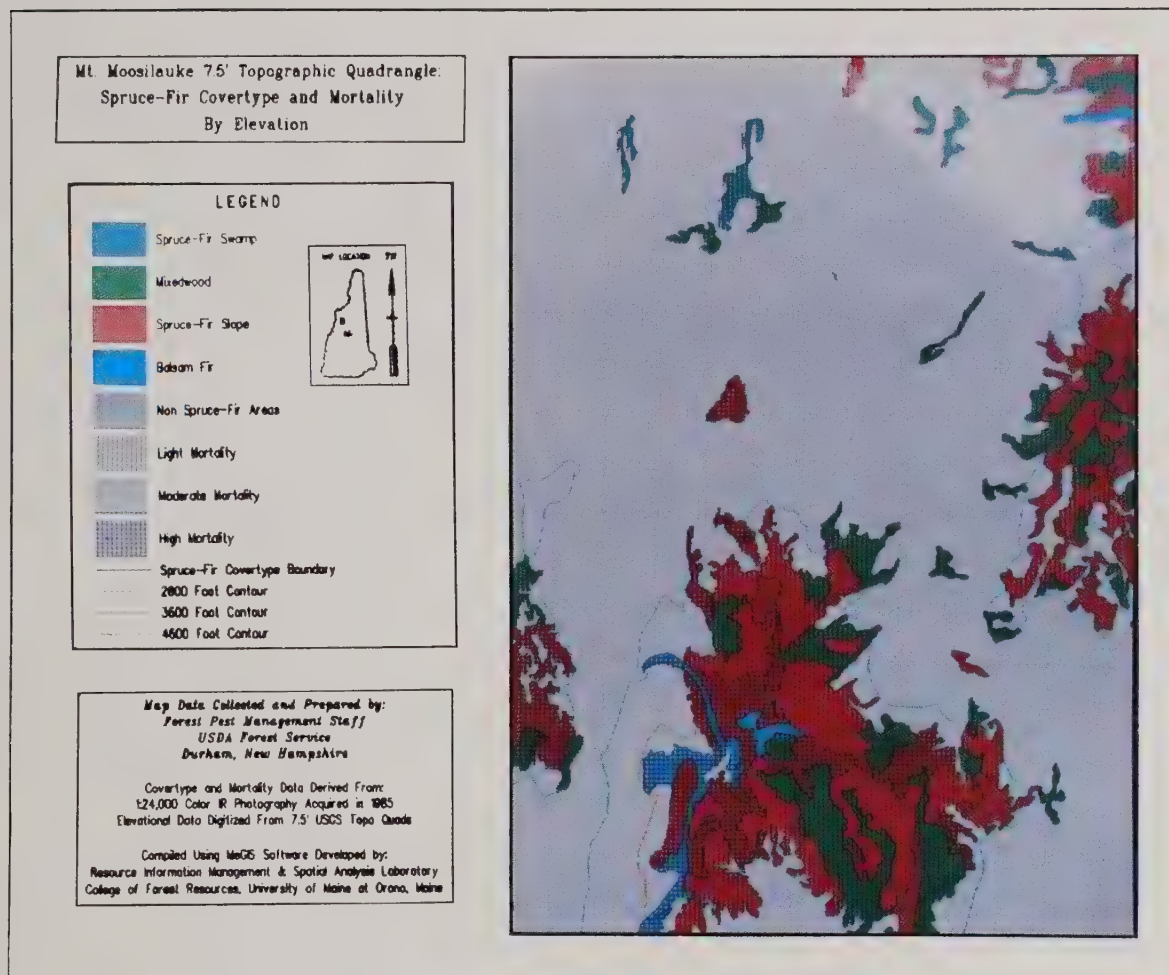 Mt. Moosilauke 7.5' Topographic Quadrangle:
Spruce-Fir Covertype and Mortality
By Elevation
LEGEND
Spruce-Fir Swamp
Mixedwood
Spruce-Fir Slope
Balsam Fir
Non Spruce-Fir Areas
Light Mortality
Moderate Mortality
High Mortality
Spruce-Fir Covertype Boundary
2800 Foot Contour
3600 Foot Contour
4600 Foot Contour
MAP LOCATION
Map Data Collected and Prepared by:
Forest Pest Management Staff
USDA Forest Service
Durham, New Hampshire
Covertype and Mortality Data Derived From:
1:24,000 Color IR Photography Acquired in 1985
Elevational Data Digitized From 7.5' USGS Topo Quads
Compiled Using MeGIS Software Developed by:
Resource Information Management & Spatial Analysis Laboratory
College of Forest Resources, University of Maine at Orono, Maine